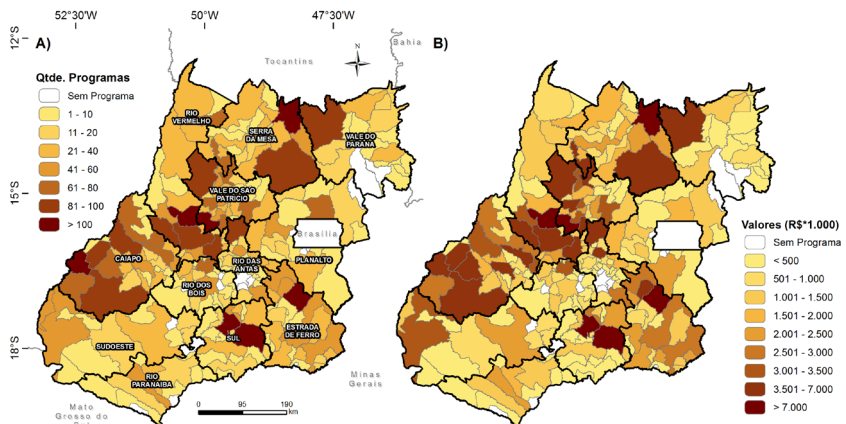 52°30'W
50°W
47°30'W
12°S
A)
N
Bahia
B)
Tocantins
Qtde. Programas
Sem Programa
1 - 10
11 - 20
21 - 40
41 - 60
61 - 80
81 - 100
> 100
RIO
VERMELHO
SERRA
DA MESA
VALE DO
PARANÃ
15°S
VALE DO SÃO
PATRÍCIO
Brasília
CAIAPO
RIO DAS
ANTAS
PLANALTO
RIO DOS
BOIS
ESTRADA
DE FERRO
SUL
SUDOESTE
18°S
RIO
PARANAIBA
Minas
Gerais
Mato
Grosso do
0
95
190
km
Valores (R$*1.000)
Sem Programa
< 500
501 - 1.000
1.001 - 1.500
1.501 - 2.000
2.001 - 2.500
2.501 - 3.000
3.001 - 3.500
3.501 - 7.000
> 7.000